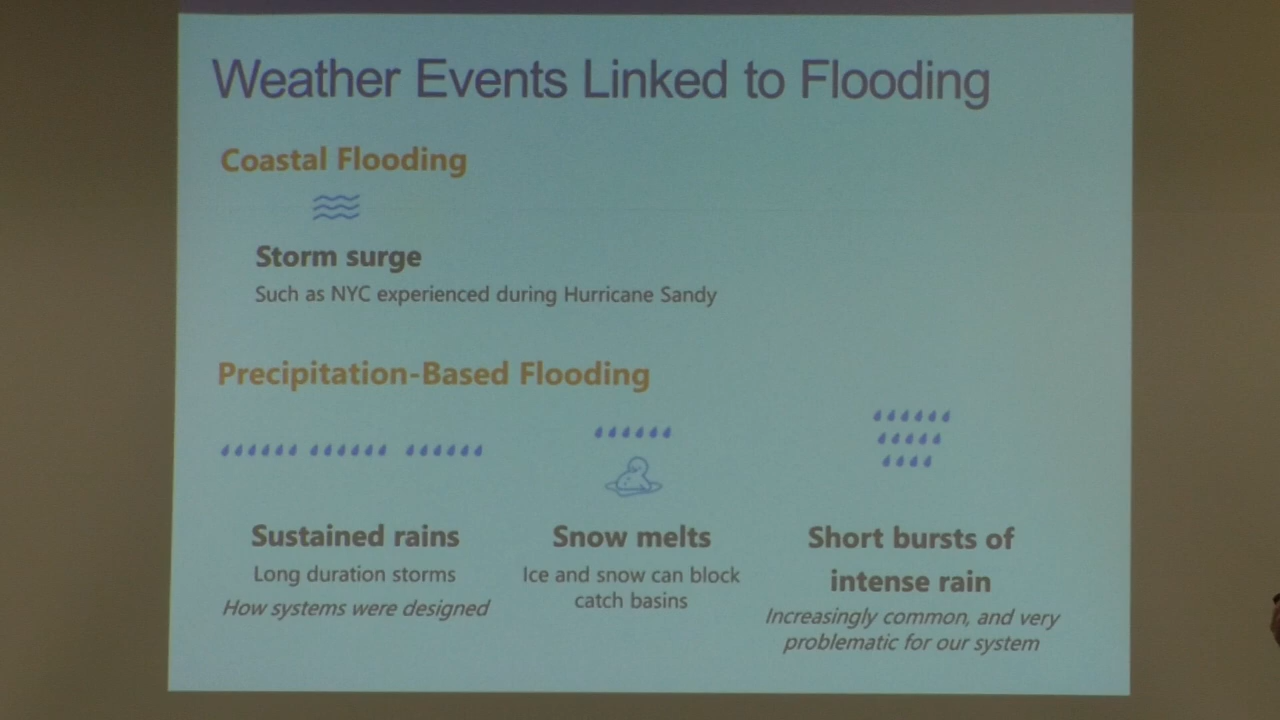 Weather Events Linked to Flooding
Coastal Flooding
Storm surge
Such as NYC experienced during Hurricane Sandy
Precipitation-Based Flooding
Sustained rains
Long duration storms
How systems were designed
Snow melts
Ice and snow can block
catch basins
Short bursts of
intense rain
Increasingly common, and very
problematic for our system